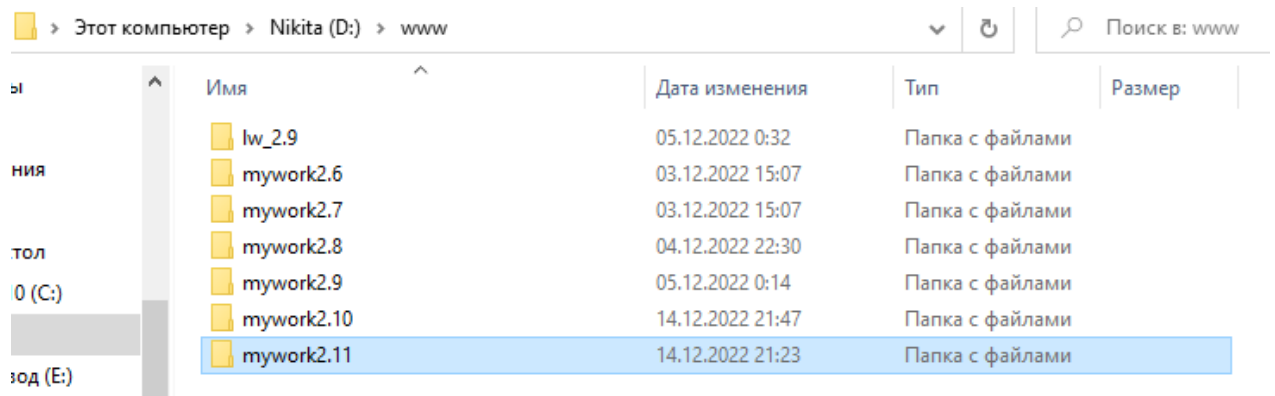 Этот компьютер > Nikita (D:) > www Поиск в: www
ы Имя Дата изменения Тип Размер
lw_2.9 05.12.2022 0:32 Папка с файлами
ния mywork2.6 03.12.2022 15:07 Папка с файлами
mywork2.7 03.12.2022 15:07 Папка с файлами
тол mywork2.8 04.12.2022 22:30 Папка с файлами
0 (C:) mywork2.9 05.12.2022 0:14 Папка с файлами
mywork2.10 14.12.2022 21:47 Папка с файлами
mywork2.11 14.12.2022 21:23 Папка с файлами
вод (E:)